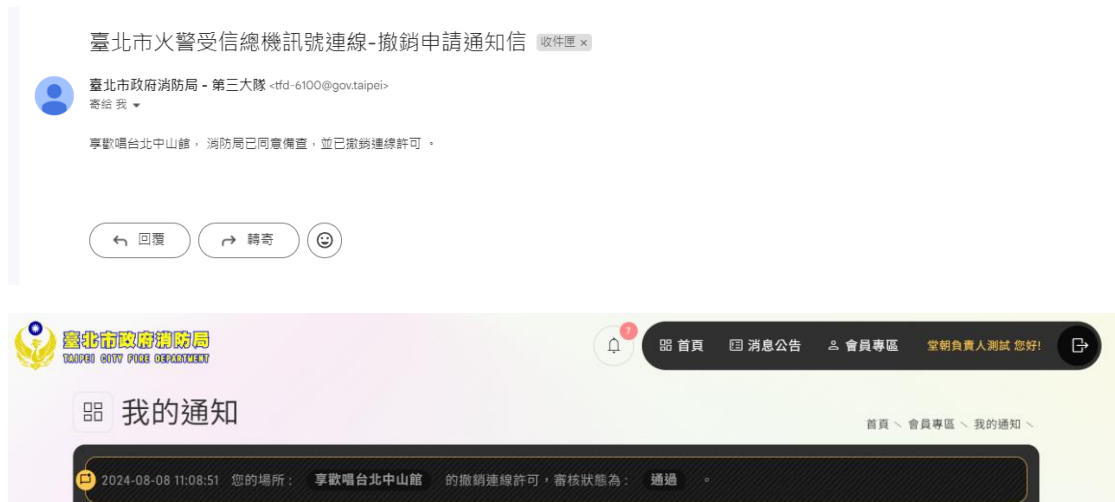 臺北市火警受信總機訊號連線-撤銷申請通知信 收件匣 ×
臺北市政府消防局 - 第三大隊 <tfd-6100@gov.taipei>
寄給 我
享歡唱台北中山館， 消防局已同意備查，並已撤銷連線許可 。
回覆 轉寄
臺北市政府消防局
TAIPEI CITY FIRE DEPARTMENT
7
首頁 消息公告 會員專區 堂朝負責人測試 您好!
我的通知
首頁 \ 會員專區 \ 我的通知 \
2024-08-08 11:08:51 您的場所 : 享歡唱台北中山館 的撤銷連線許可，審核狀態為 : 通過 。